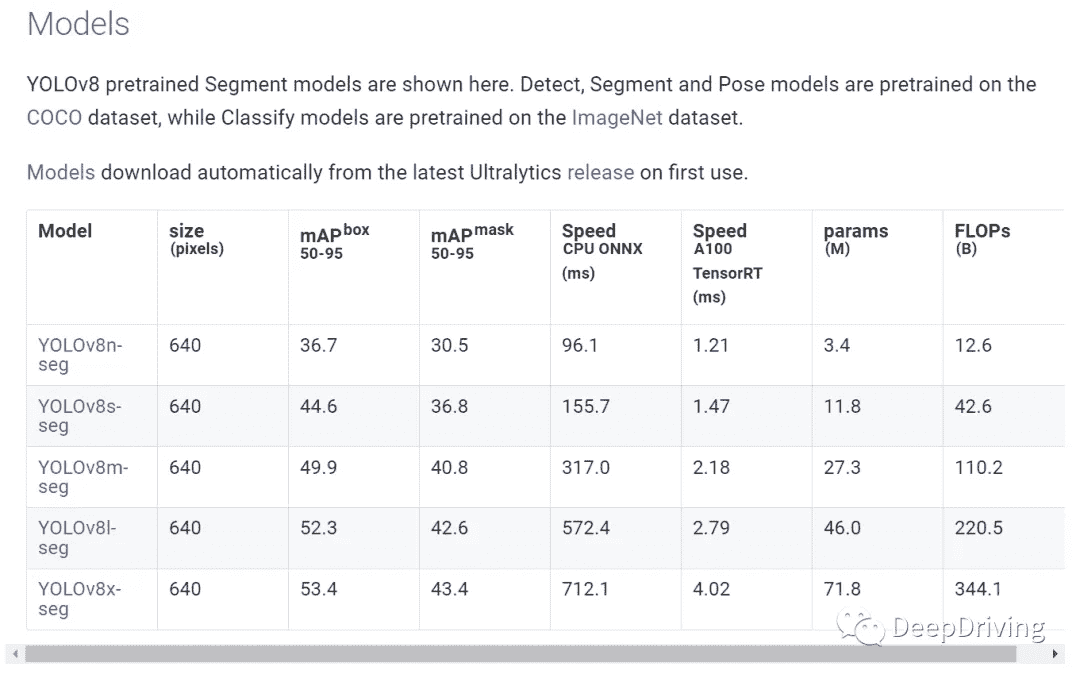 Models
YOLOv8 pretrained Segment models are shown here. Detect, Segment and Pose models are pretrained on the
COCO dataset, while Classify models are pretrained on the ImageNet dataset.
Models download automatically from the latest Ultralytics release on first use.
Model size (pixels) mAPbox 50-95 mAPmask 50-95 Speed CPU ONNX (ms) Speed A100 TensorRT (ms) params (M) FLOPs (B)
YOLOv8n-seg 640 36.7 30.5 96.1 1.21 3.4 12.6
YOLOv8s-seg 640 44.6 36.8 155.7 1.47 11.8 42.6
YOLOv8m-seg 640 49.9 40.8 317.0 2.18 27.3 110.2
YOLOv8l-seg 640 52.3 42.6 572.4 2.79 46.0 220.5
YOLOv8x-seg 640 53.4 43.4 712.1 4.02 71.8 344.1
DeepDriving